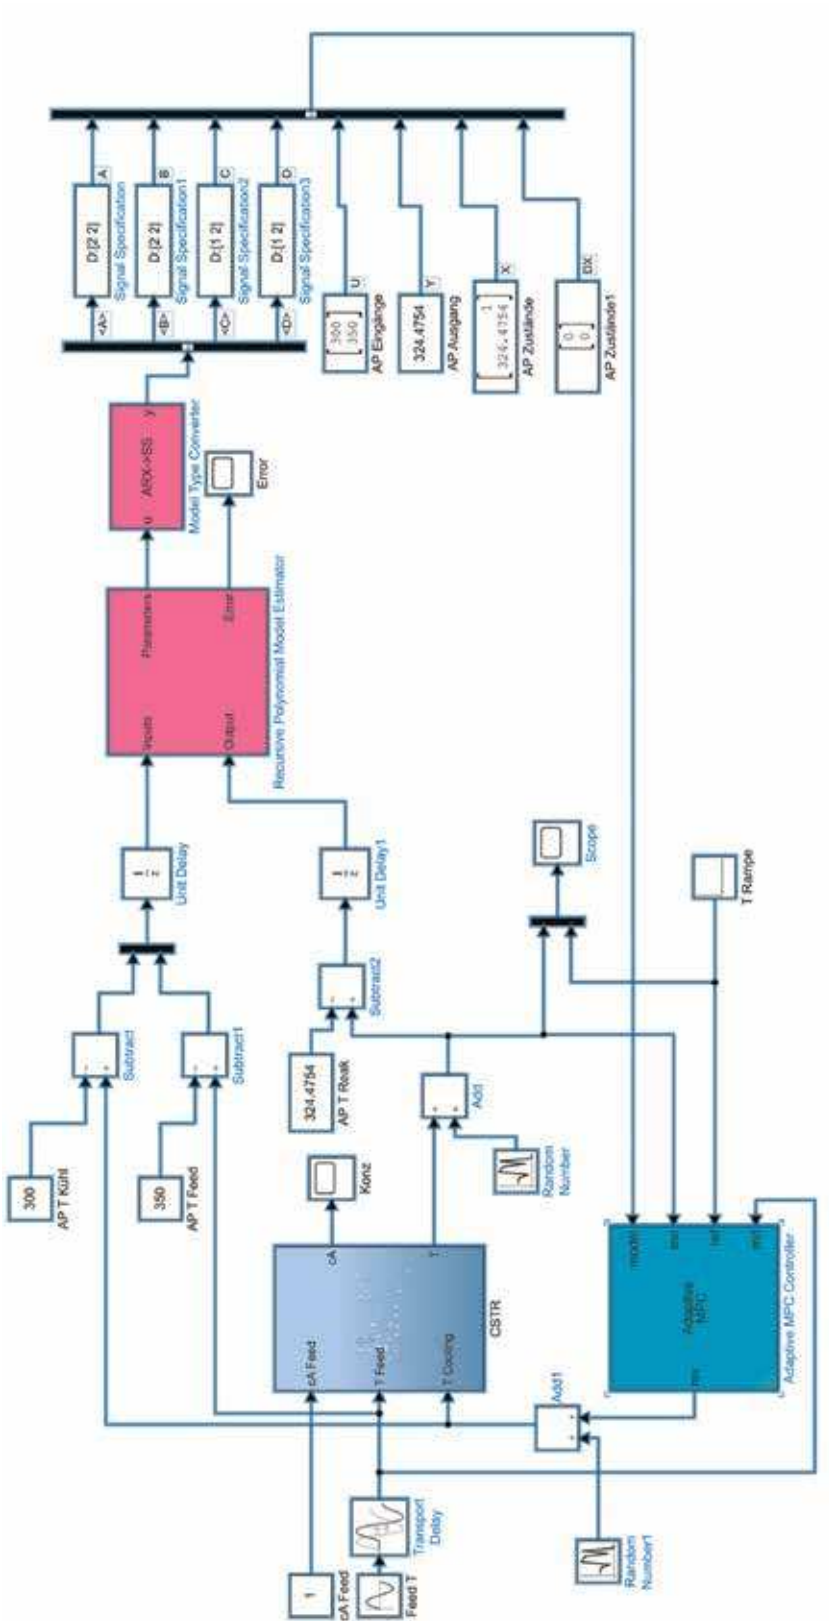 1
cA Feed
Feed T
Transport
Delay
Random
Number1
Add1
300
AP T Kühl
350
AP T Feed
cA Feed
T Feed
T Cooling
cA
T
CSTR
Konz
Random
Number
Add
Adaptive
MPC
model
ref
Adaptive MPC Controller
Subtract
Subtract1
324.4754
AP T Reak
Subtract2
Unit Delay
Unit Delay1
Scope
T Rampe
Inputs
Output
Parameters
Error
Recursive Polynomial Model Estimator
u
ARX->SS
y
Model Type Converter
Error
<A>
<B>
<C>
<D>
D:[2 2]
A
Signal Specification
D:[2 2]
B
Signal Specification1
D:[1 2]
C
Signal Specification2
D:[1 2]
D
Signal Specification3
300
350
U
AP Eingänge
324.4754
Y
AP Ausgang
1
324.4754
X
AP Zustände
0
0
DX
AP Zustände1